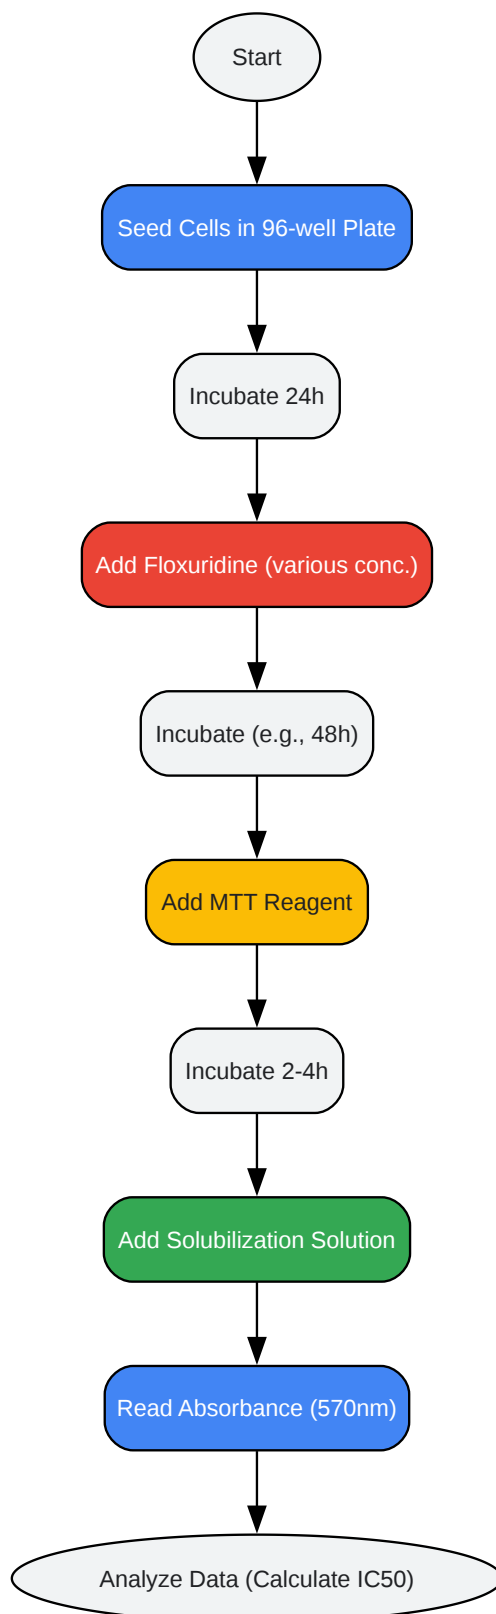 Start
Seed Cells in 96-well Plate
Incubate 24h
Add Floxuridine (various conc.)
Incubate (e.g., 48h)
Add MTT Reagent
Incubate 2-4h
Add Solubilization Solution
Read Absorbance (570nm)
Analyze Data (Calculate IC50)